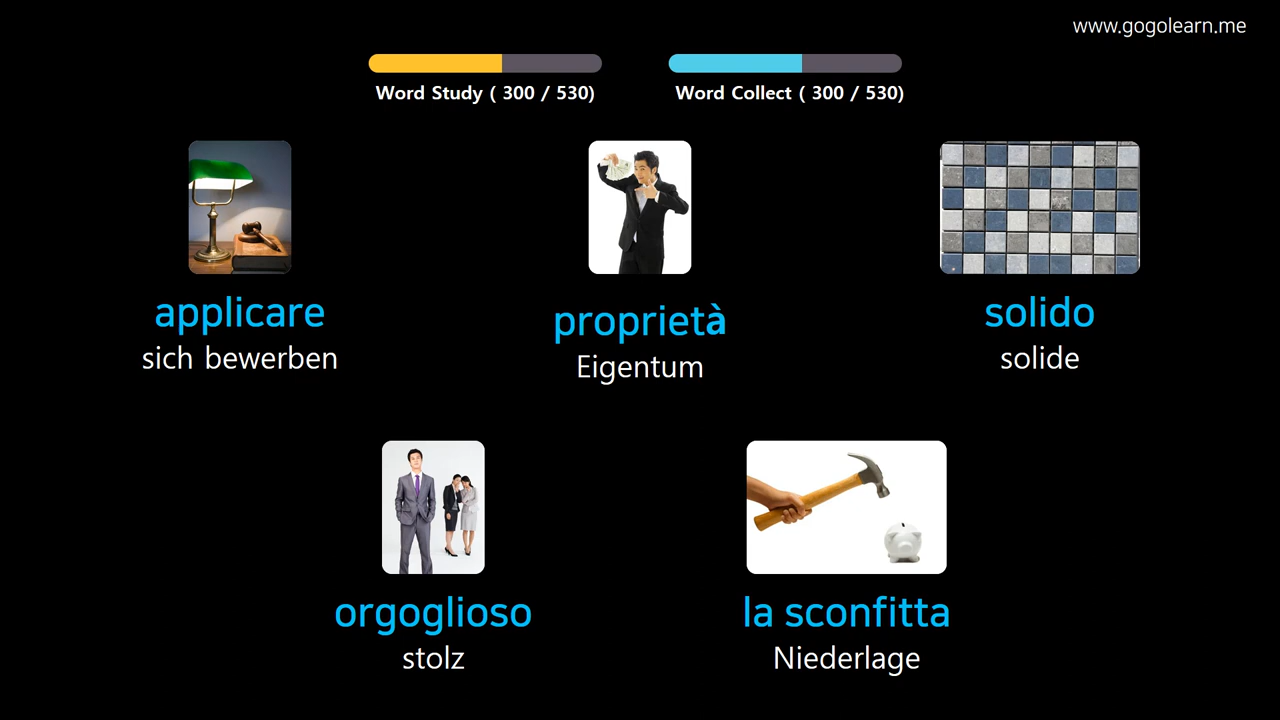 www.gogolearn.me
Word Study ( 300 / 530)
Word Collect ( 300 / 530)
applicare
sich bewerben
proprietà
Eigentum
solido
solide
orgoglioso
stolz
la sconfitta
Niederlage